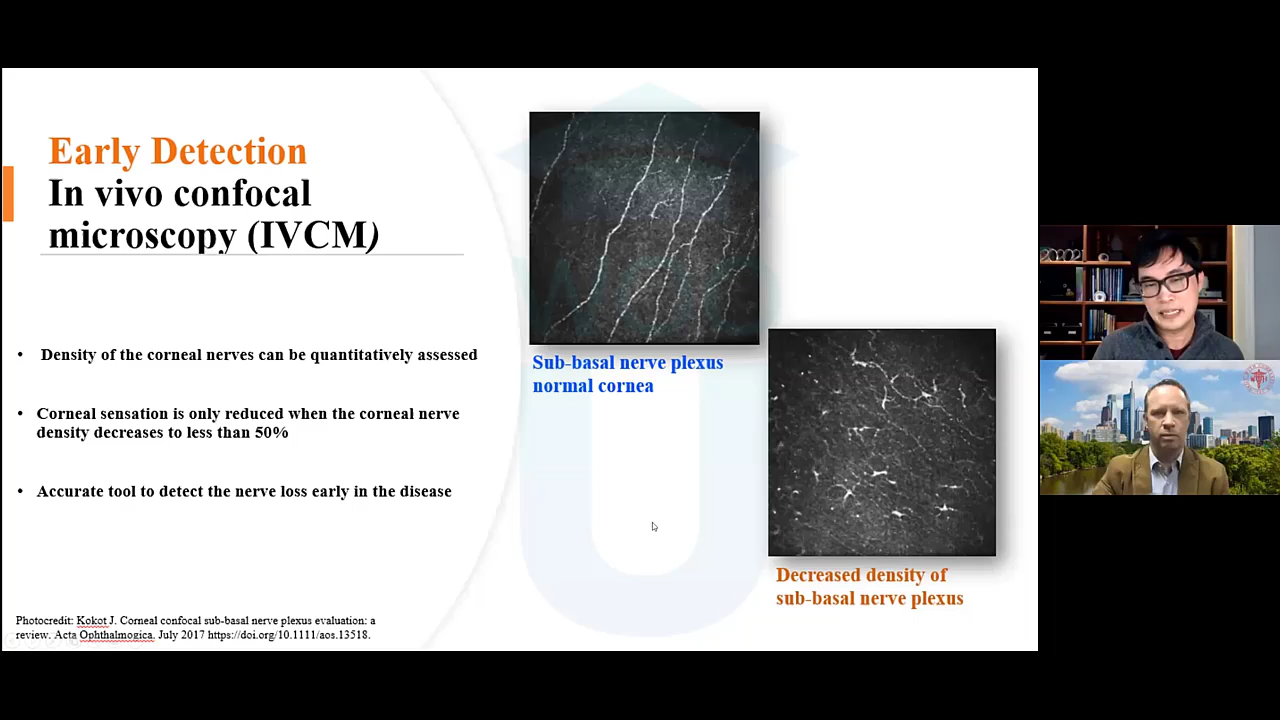 Early Detection
In vivo confocal
microscopy (IVCM)
• Density of the corneal nerves can be quantitatively assessed
• Corneal sensation is only reduced when the corneal nerve
density decreases to less than 50%
• Accurate tool to detect the nerve loss early in the disease
Sub-basal nerve plexus
normal cornea
Decreased density of
sub-basal nerve plexus
Photocredit: Kokot J. Corneal confocal sub-basal nerve plexus evaluation: a
review. Acta Ophthalmogica. July 2017 https://doi.org/10.1111/aos.13518.